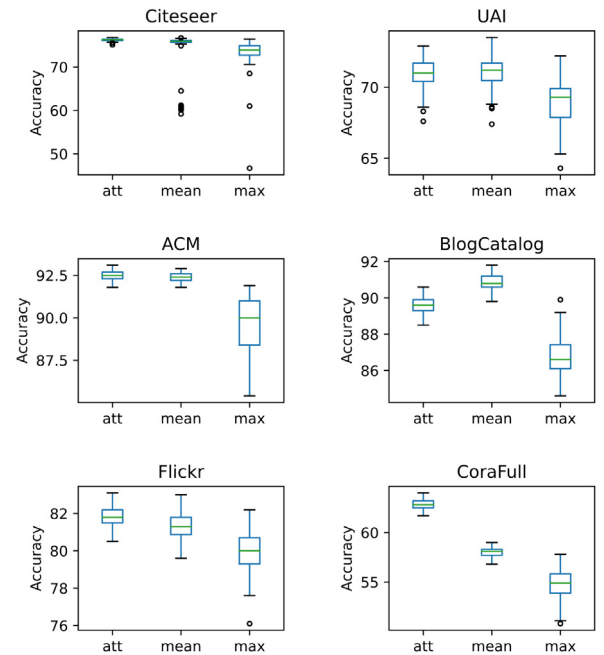 Citeseer
Accuracy
70
60
50
att mean max
UAI
Accuracy
70
65
att mean max
ACM
Accuracy
92.5
90.0
87.5
att mean max
BlogCatalog
Accuracy
92
90
88
86
att mean max
Flickr
Accuracy
82
80
78
76
att mean max
CoraFull
Accuracy
60
55
att mean max